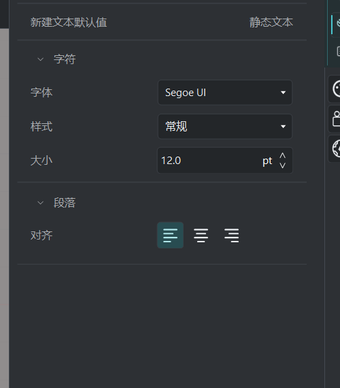 新建文本默认值 静态文本
字符
字体 Segoe UI
样式 常规
大小 12.0 pt
段落
对齐